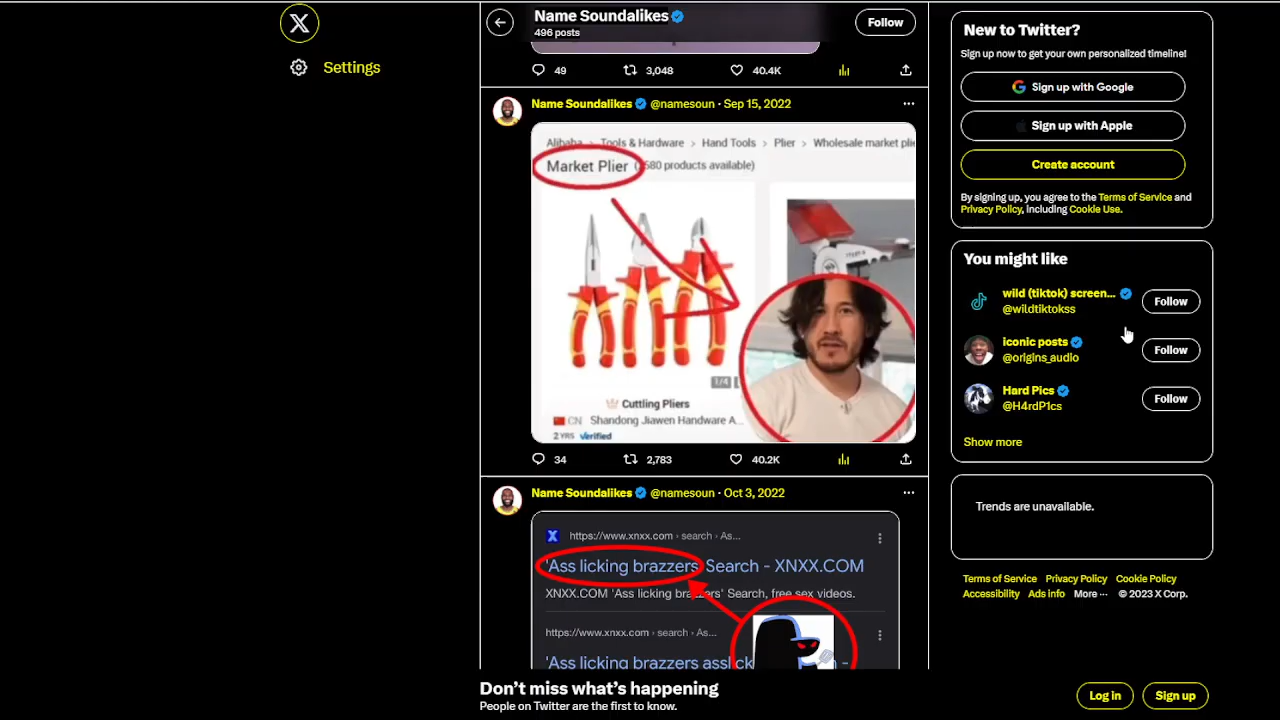 Settings
Name Soundalikes
496 posts
Follow
49
3,048
40.4K
Name Soundalikes @namesoun · Sep 15, 2022
Alibaba > Tools & Hardware > Hand Tools > Plier > Wholesale market
Market Plier
580 products available)
1/4
Cuttling Pliers
CN Shandong Jiawen Hardware A...
2 YRS Verified
34
2,783
40.2K
Name Soundalikes @namesoun · Oct 3, 2022
X https://www.xnxx.com › search › As...
'Ass licking brazzers Search - XNXX.COM
XNXX.COM 'Ass licking brazzers' Search, free sex videos.
https://www.xnxx.com › search › As...
'Ass licking brazzers asslick
New to Twitter?
Sign up now to get your own personalized timeline!
Sign up with Google
Sign up with Apple
Create account
By signing up, you agree to the Terms of Service and
Privacy Policy, including Cookie Use.
You might like
wild (tiktok) screen...
@wildtiktokss
Follow
iconic posts
@origins_audio
Follow
Hard Pics
@H4rdP1cs
Follow
Show more
Trends are unavailable.
Terms of Service Privacy Policy Cookie Policy
Accessibility Ads info More ··· © 2023 X Corp.
Don't miss what's happening
People on Twitter are the first to know.
Log in
Sign up